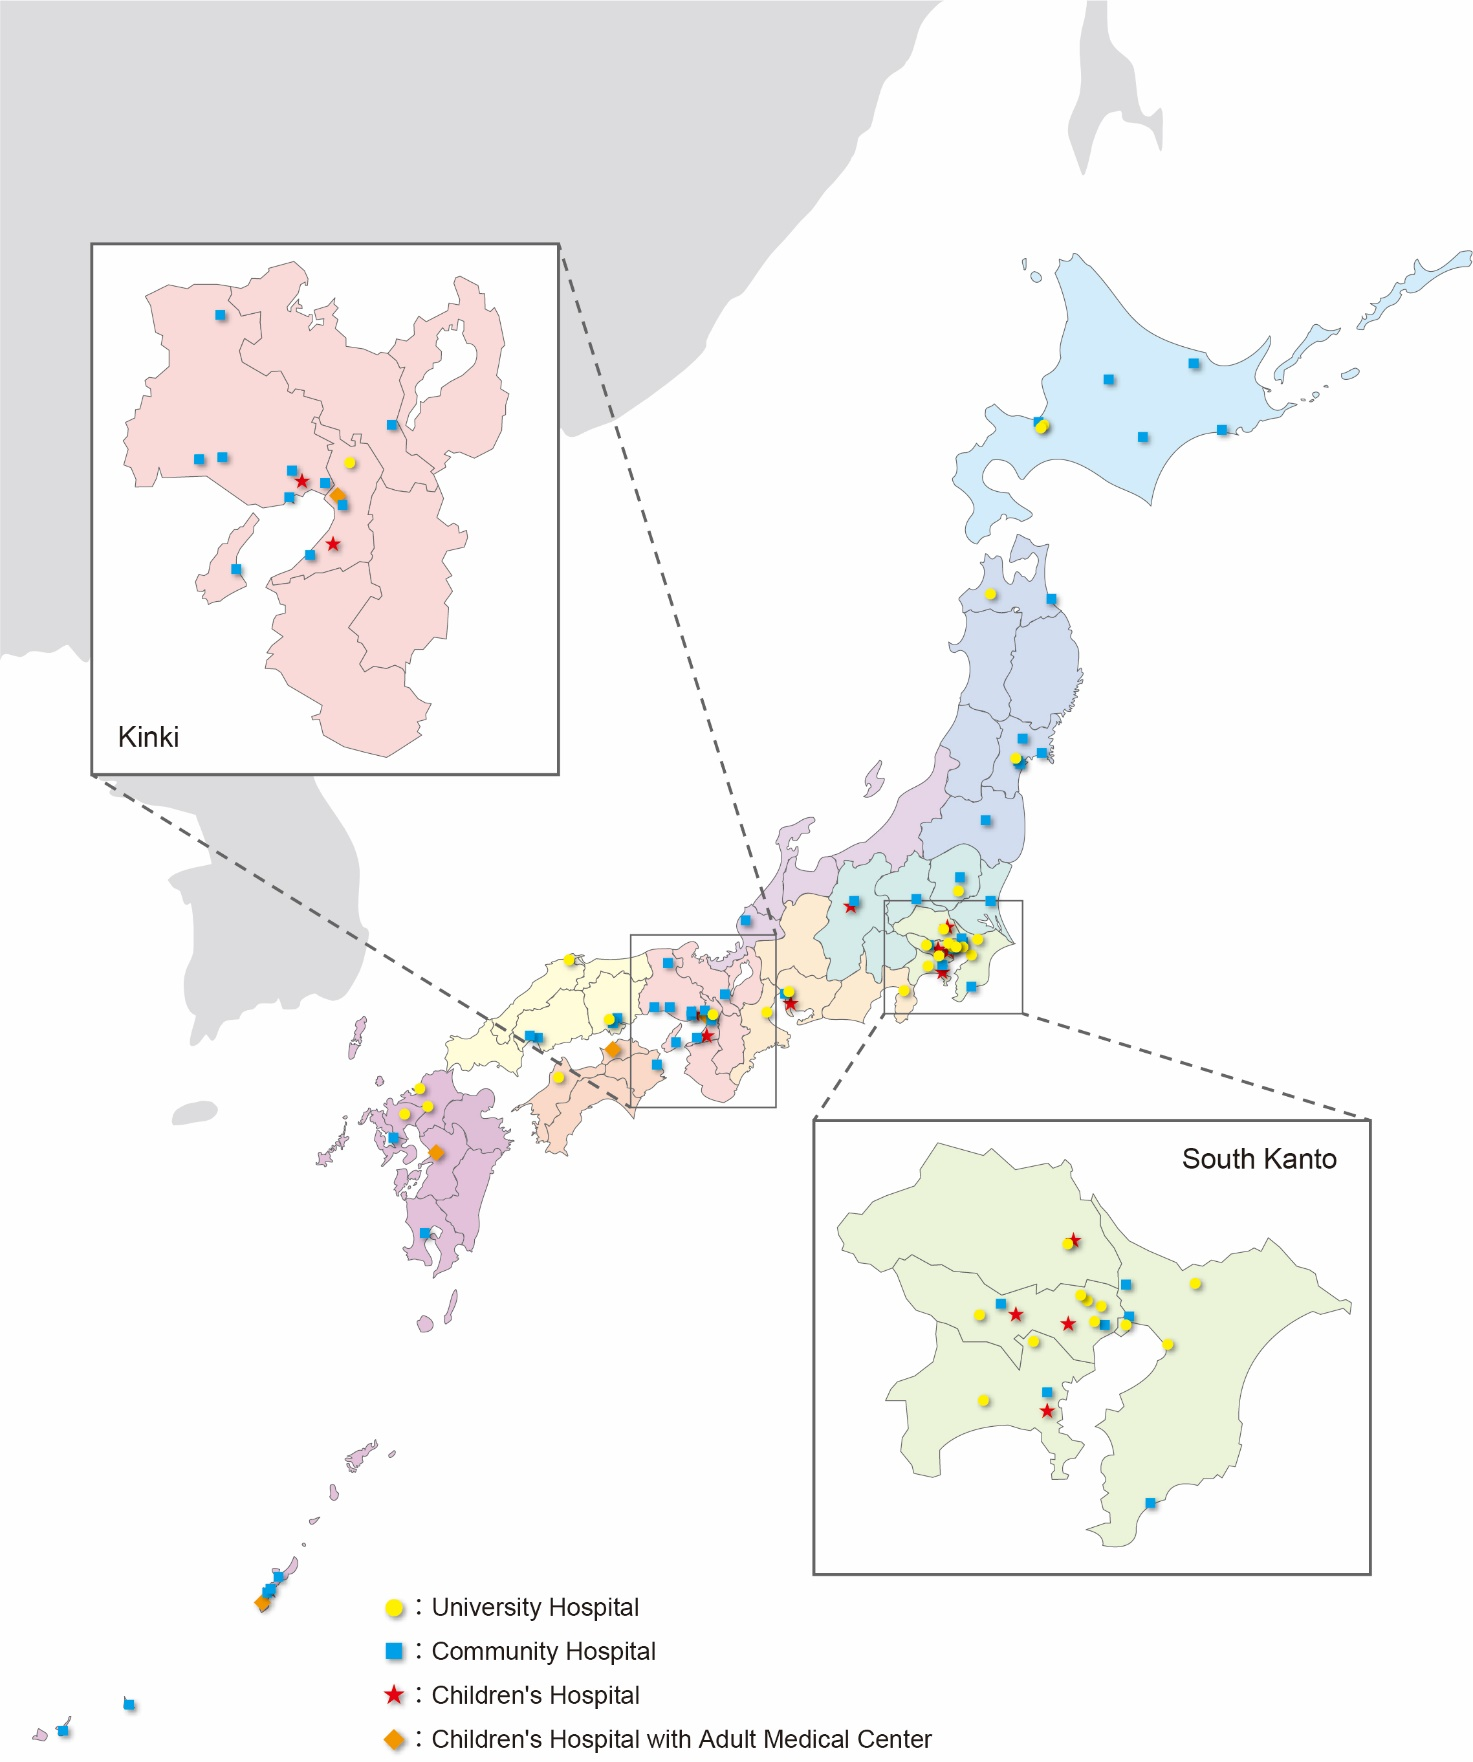 Kinki
South Kanto
: University Hospital
: Community Hospital
: Children's Hospital
: Children's Hospital with Adult Medical Center